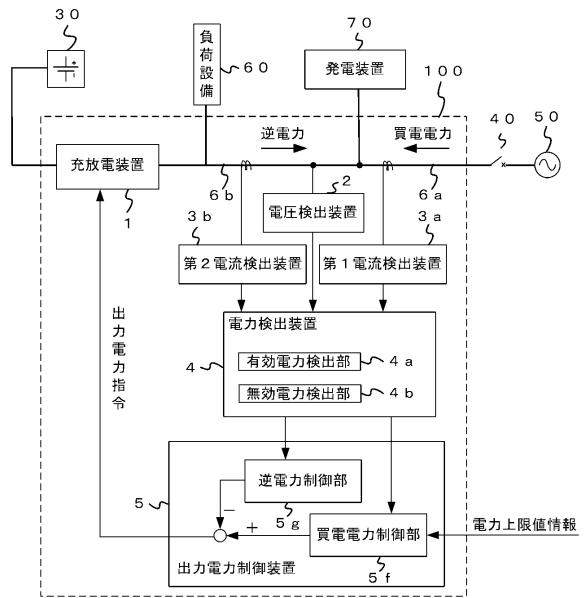 ３０
負荷設備
６０
７０
発電装置
１００
４０
５０
逆電力
買電電力
充放電装置
１
６ｂ
２
６ａ
電圧検出装置
３ｂ
３ａ
第２電流検出装置
第１電流検出装置
出力電力指令
電力検出装置
４
有効電力検出部
４ａ
無効電力検出部
４ｂ
５
逆電力制御部
５ｇ
－
＋
買電電力制御部
５ｆ
電力上限値情報
出力電力制御装置